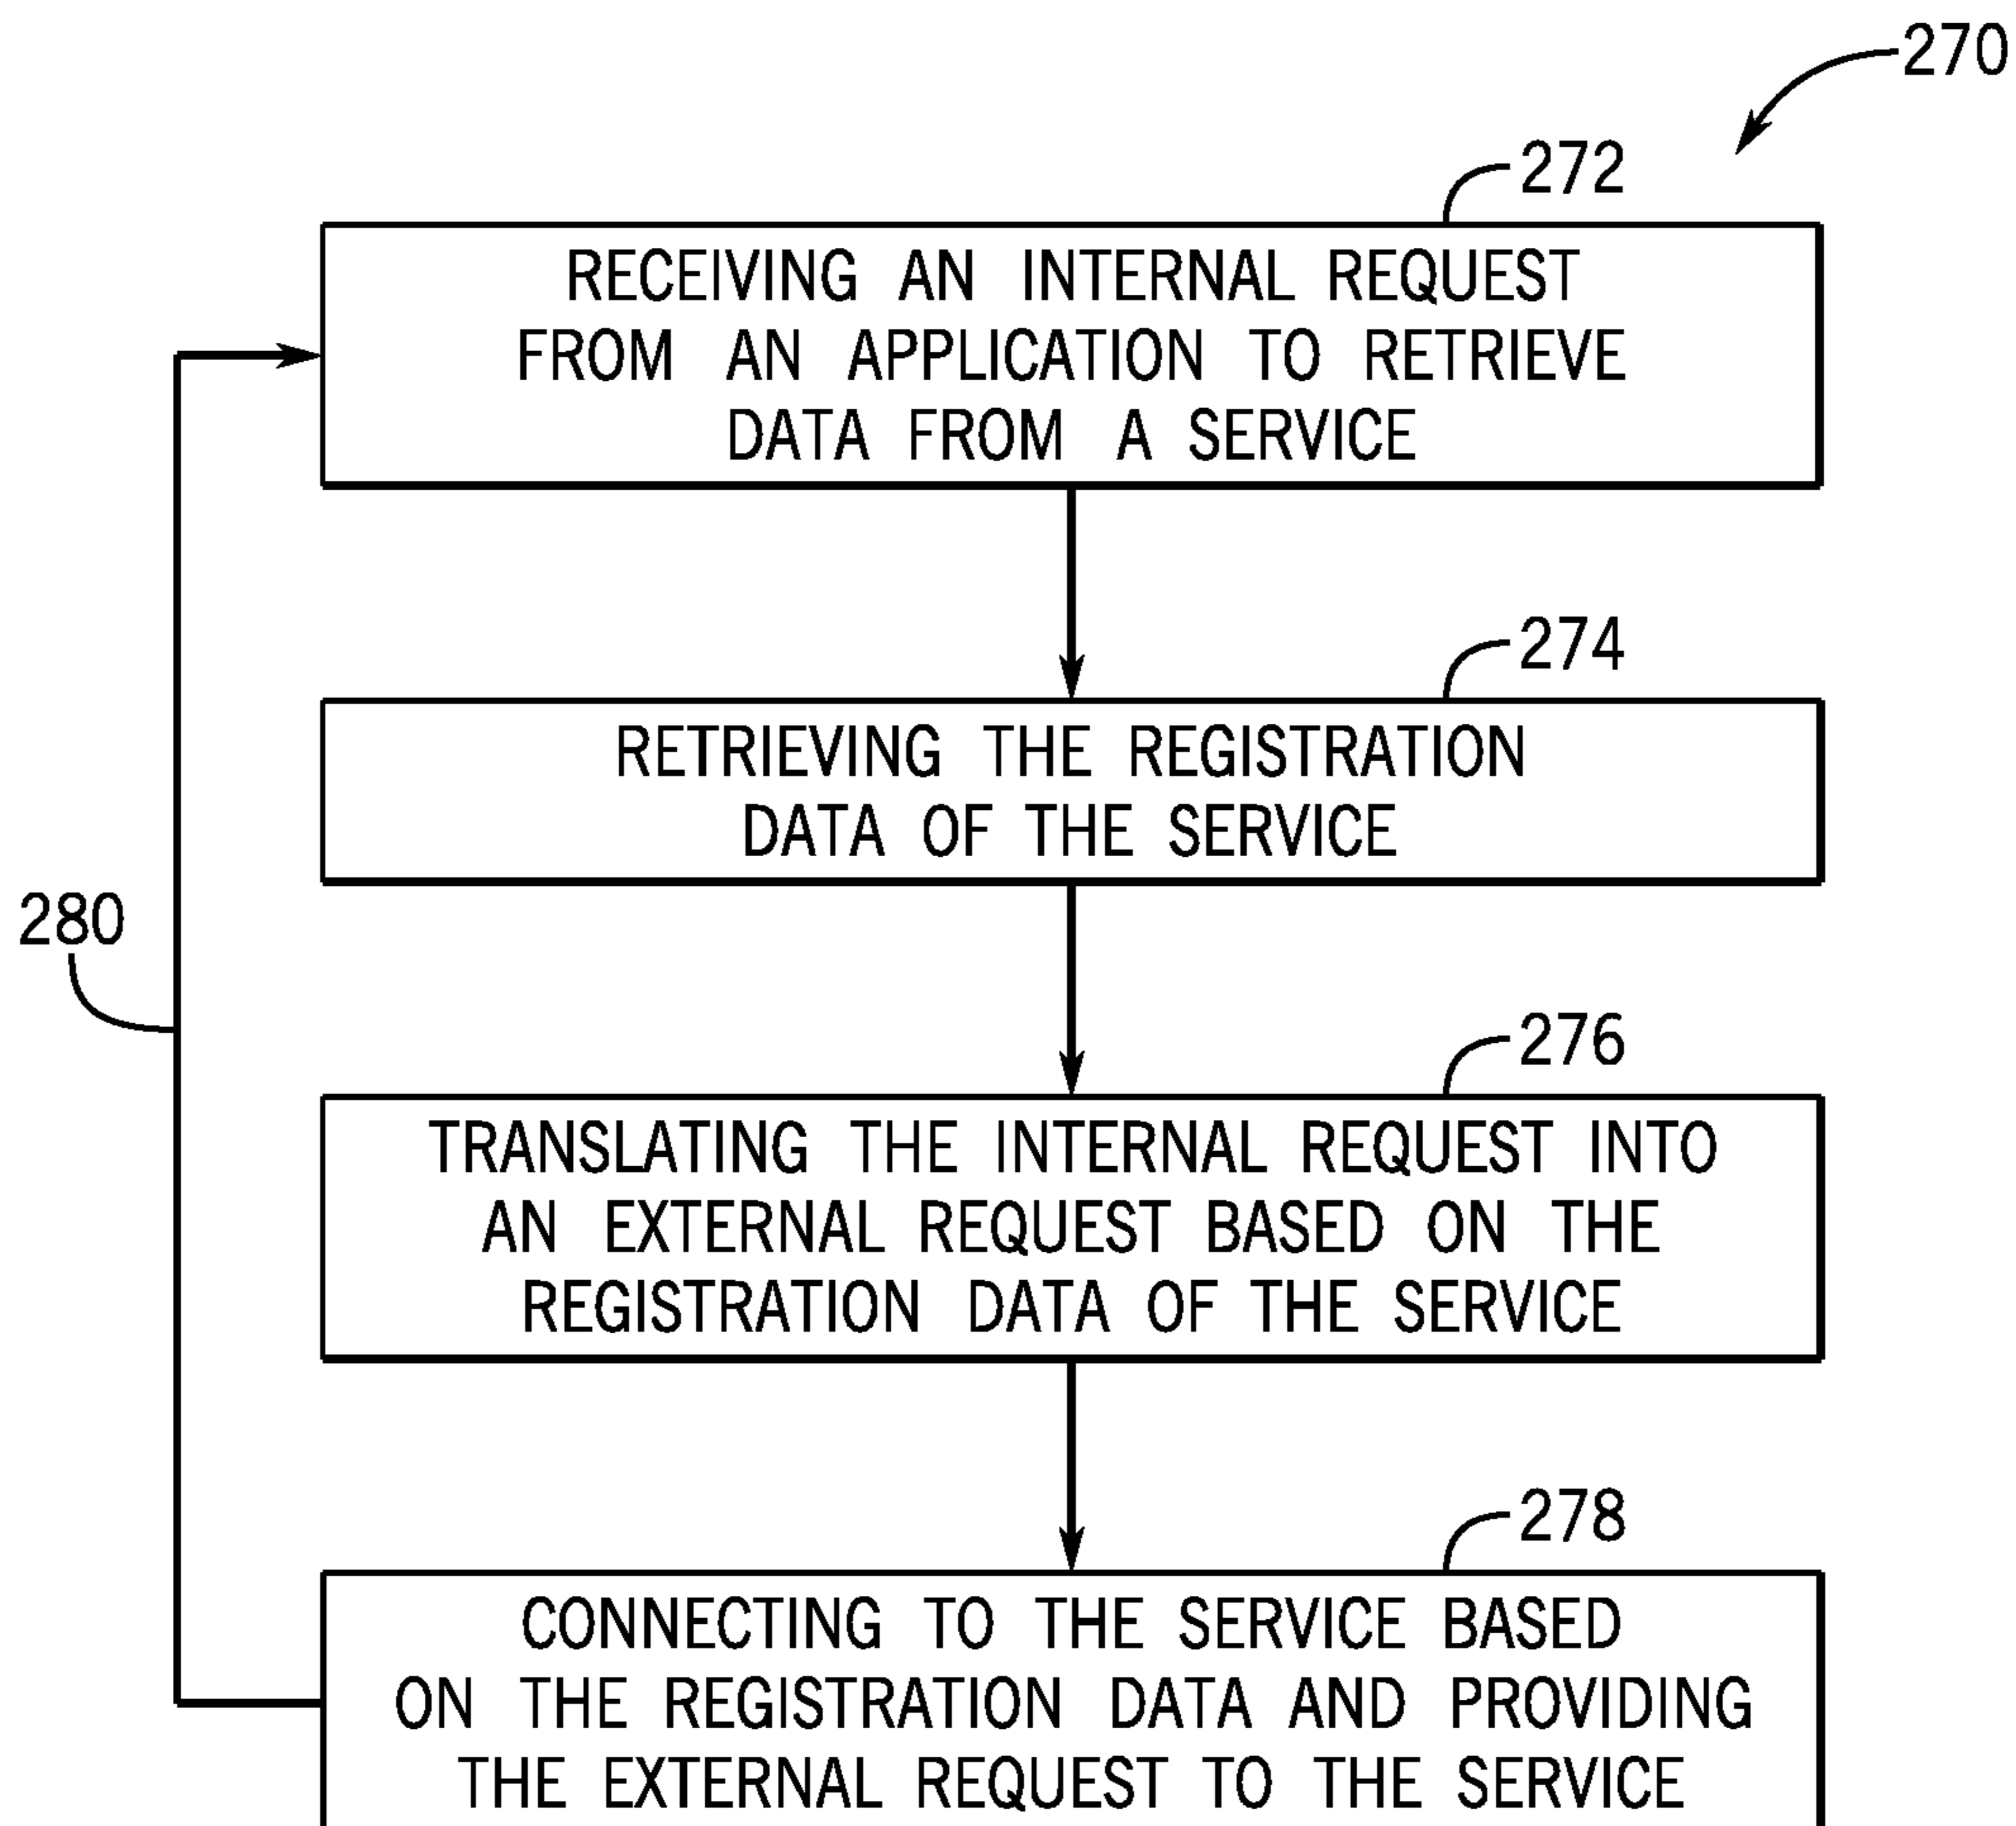 270
272
RECEIVING AN INTERNAL REQUEST
FROM AN APPLICATION TO RETRIEVE
DATA FROM A SERVICE
274
RETRIEVING THE REGISTRATION
DATA OF THE SERVICE
280
276
TRANSLATING THE INTERNAL REQUEST INTO
AN EXTERNAL REQUEST BASED ON THE
REGISTRATION DATA OF THE SERVICE
278
CONNECTING TO THE SERVICE BASED
ON THE REGISTRATION DATA AND PROVIDING
THE EXTERNAL REQUEST TO THE SERVICE